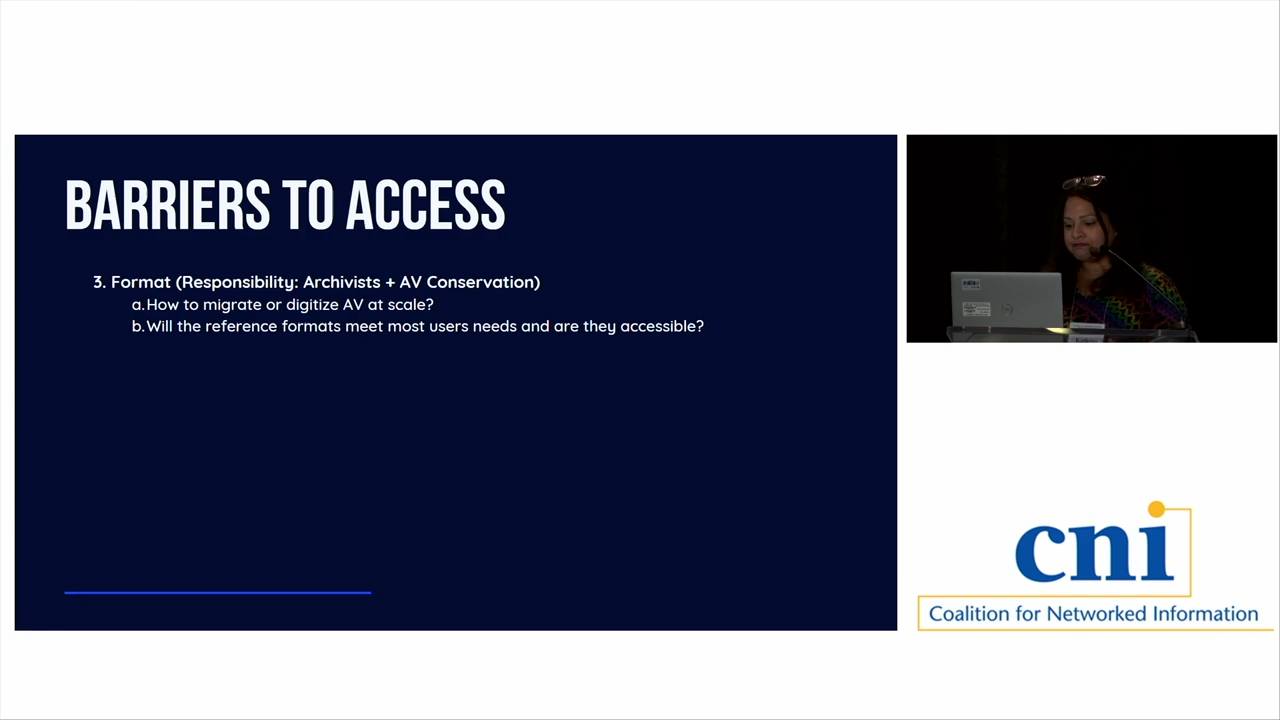 BARRIERS TO ACCESS
3. Format (Responsibility: Archivists + AV Conservation)
a. How to migrate or digitize AV at scale?
b. Will the reference formats meet most users needs and are they accessible?
cni
Coalition for Networked Information